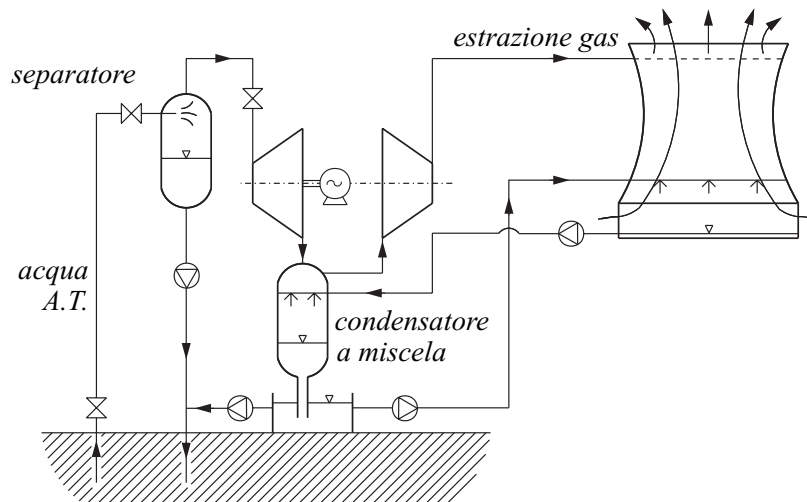 estrazione gas
separatore
acqua
A.T.
condensatore
a miscela